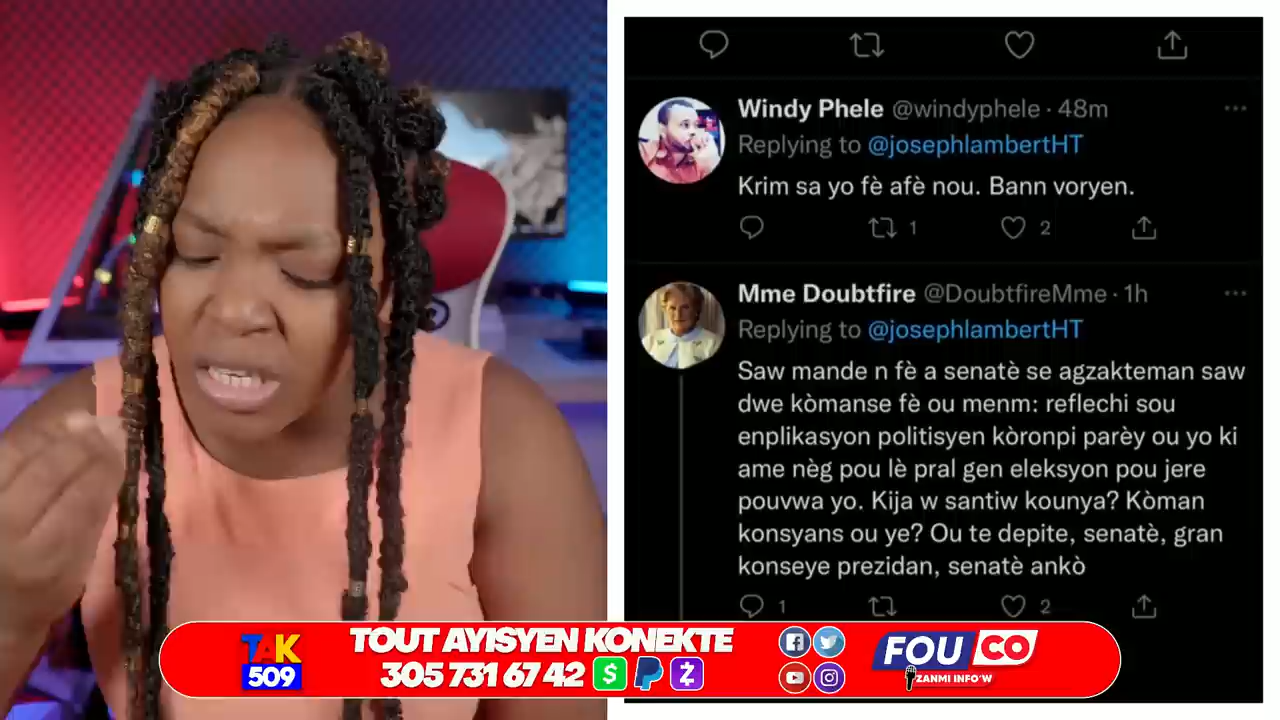 Windy Phele @windyphele · 48m
Replying to @josephlambertHT
Krim sa yo fè afè nou. Bann voryen.
1
2
Mme Doubtfire @DoubtfireMme · 1h
Replying to @josephlambertHT
Saw mande n fè a senatè se agzakteman saw
dwe kòmanse fè ou menm: reflechi sou
enplikasyon politisyen kòronpi parèy ou yo ki
ame nèg pou lè pral gen eleksyon pou jere
pouvwa yo. Kija w santiw kounya? Kòman
konsyans ou ye? Ou te depite, senatè, gran
konseye prezidan, senatè ankò
1
2
TAK
509
TOUT AYISYEN KONEKTE
305 731 67 42
FOU CO
ZANMI INFO'W